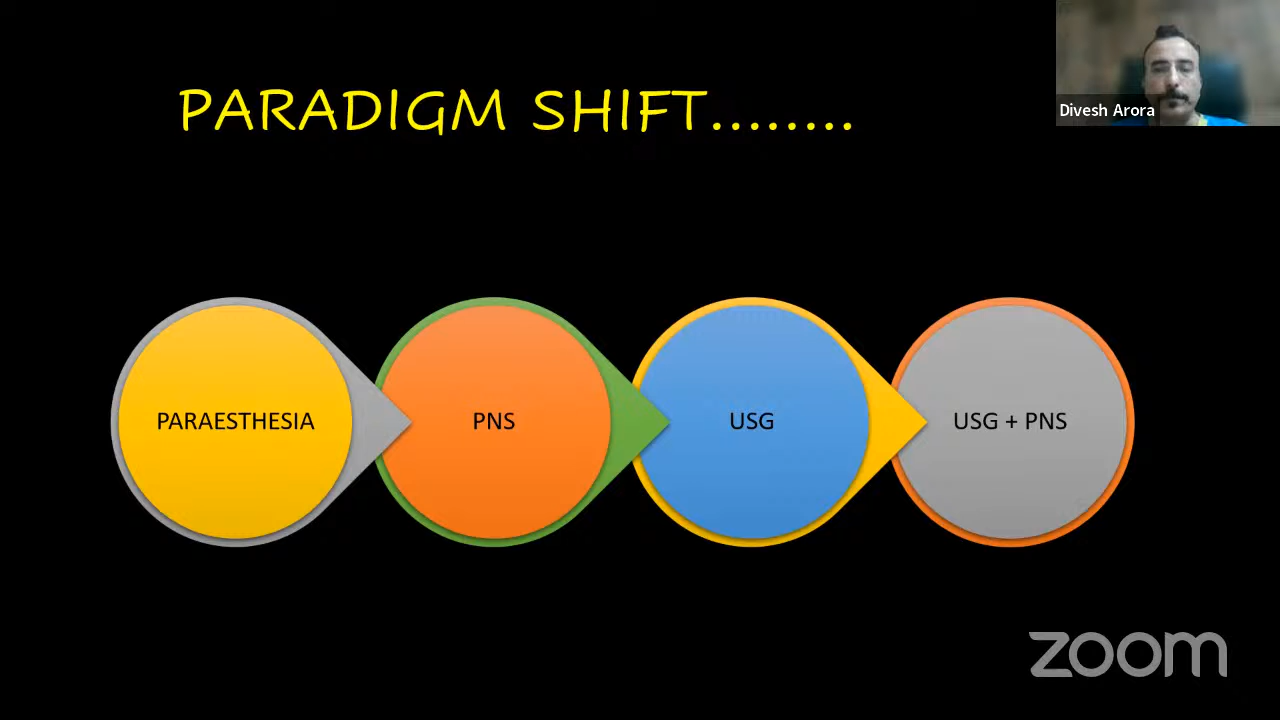 PARADIGM SHIFT........
Divesh Arora
PARAESTHESIA
PNS
USG
USG + PNS
zoom